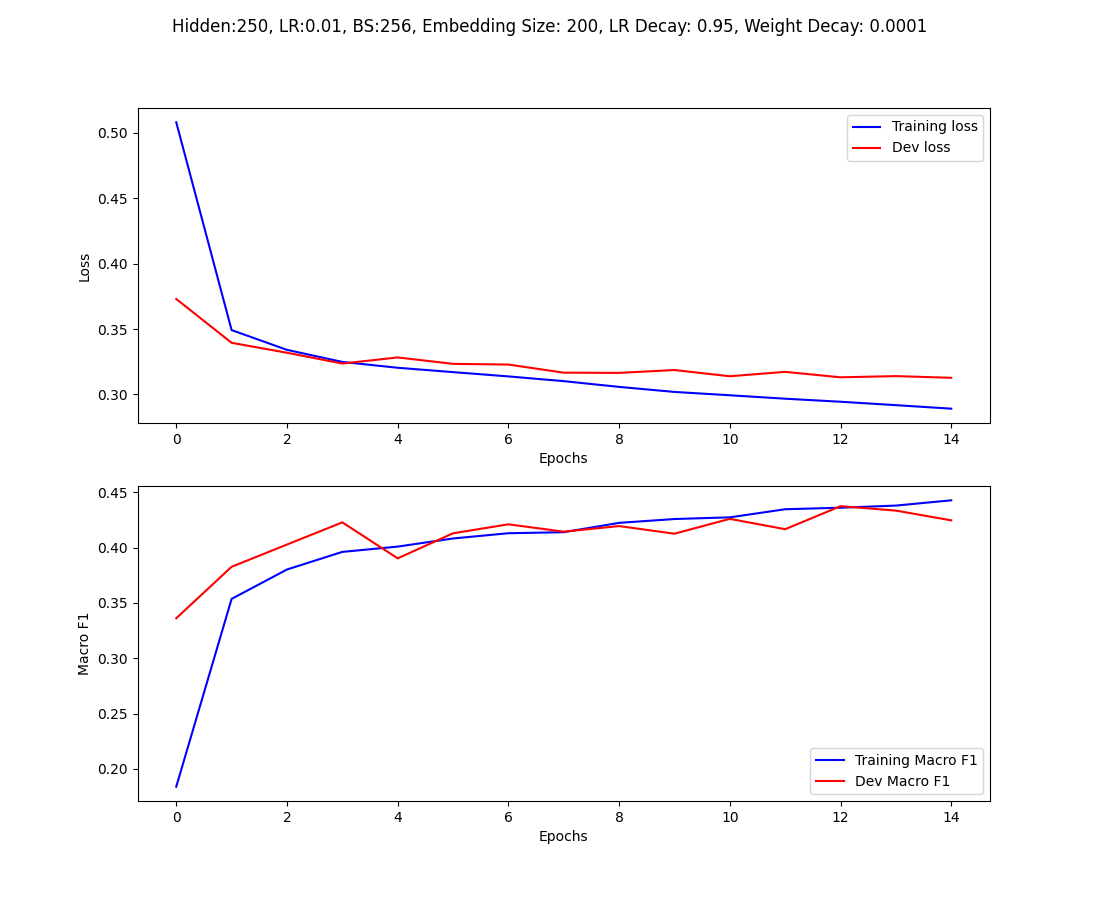 Hidden:250, LR:0.01, BS:256, Embedding Size: 200, LR Decay: 0.95, Weight Decay: 0.0001
Training loss
Dev loss
0.50
0.45
0.40
0.35
0.30
Loss
0 2 4 6 8 10 12 14
Epochs
0.45
0.40
0.35
0.30
0.25
0.20
Macro F1
Training Macro F1
Dev Macro F1
0 2 4 6 8 10 12 14
Epochs